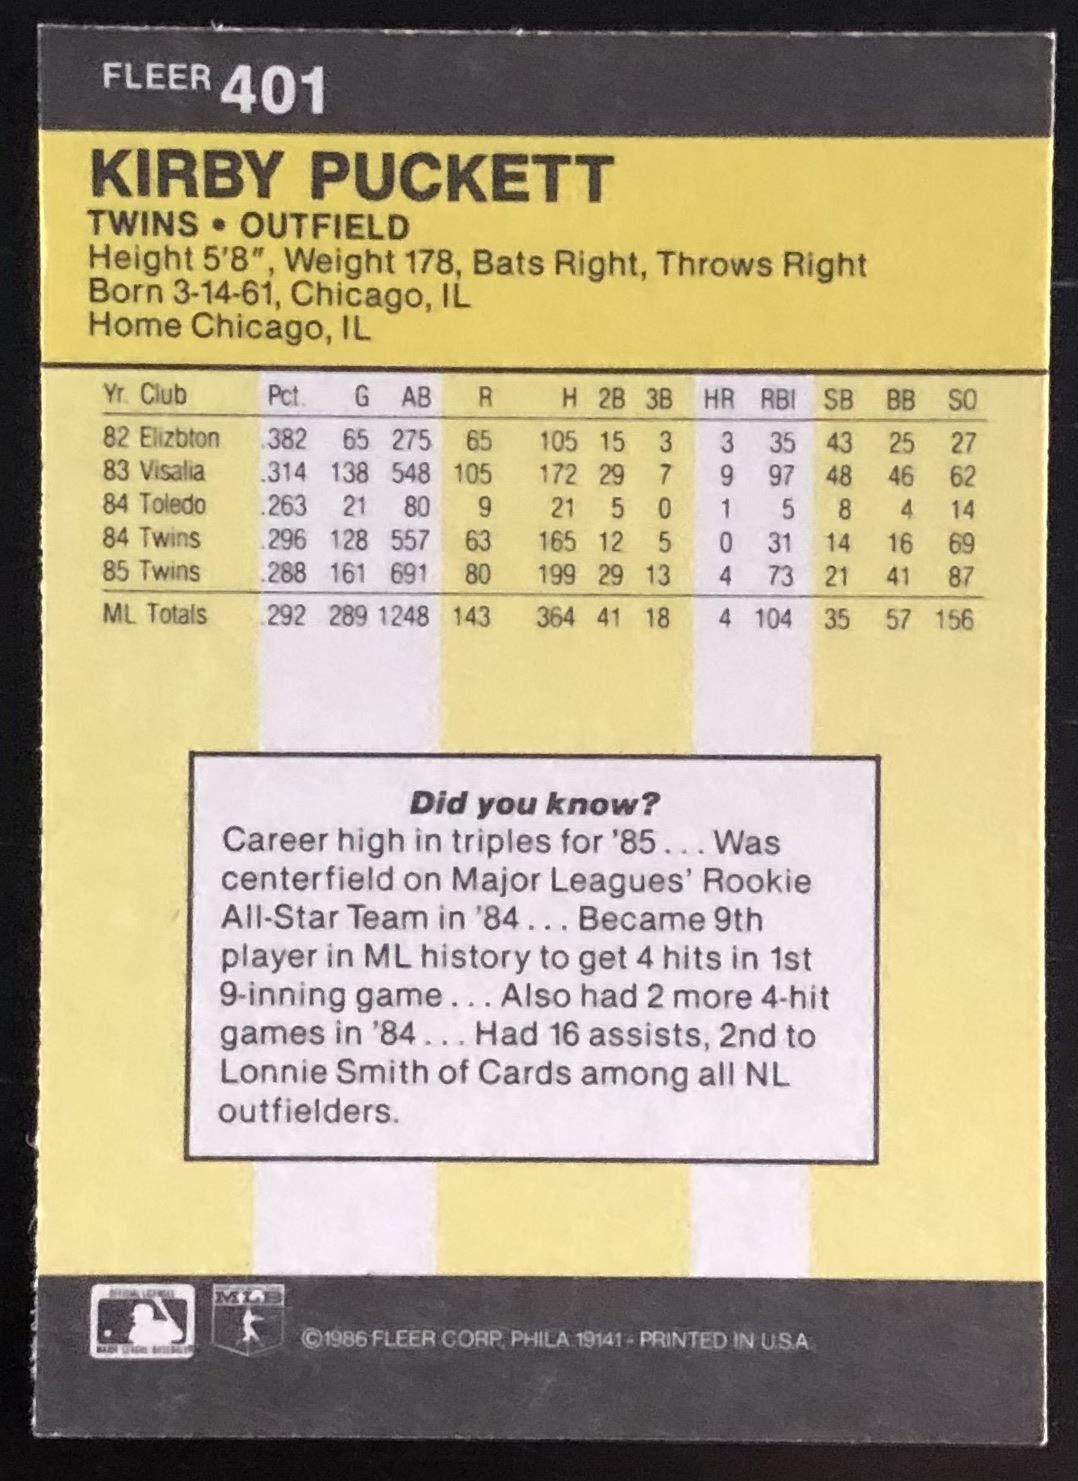 FLEER 401
KIRBY PUCKETT
TWINS • OUTFIELD
Height 5'8", Weight 178, Bats Right, Throws Right
Born 3-14-61, Chicago, IL
Home Chicago, IL
Yr. Club Pct. G AB R H 2B 3B HR RBI SB BB SO
82 Elizbton .382 65 275 65 105 15 3 3 35 43 25 27
83 Visalia .314 138 548 105 172 29 7 9 97 48 46 62
84 Toledo .263 21 80 9 21 5 0 1 5 8 4 14
84 Twins .296 128 557 63 165 12 5 0 31 14 16 69
85 Twins .288 161 691 80 199 29 13 4 73 21 41 87
ML Totals .292 289 1248 143 364 41 18 4 104 35 57 156
Did you know?
Career high in triples for '85... Was
centerfield on Major Leagues' Rookie
All-Star Team in '84... Became 9th
player in ML history to get 4 hits in 1st
9-inning game... Also had 2 more 4-hit
games in '84... Had 16 assists, 2nd to
Lonnie Smith of Cards among all NL
outfielders.
OFFICIAL LICENSEE
MAJOR LEAGUE BASEBALL
MLB
©1986 FLEER CORP, PHILA 19141 - PRINTED IN U.S.A.